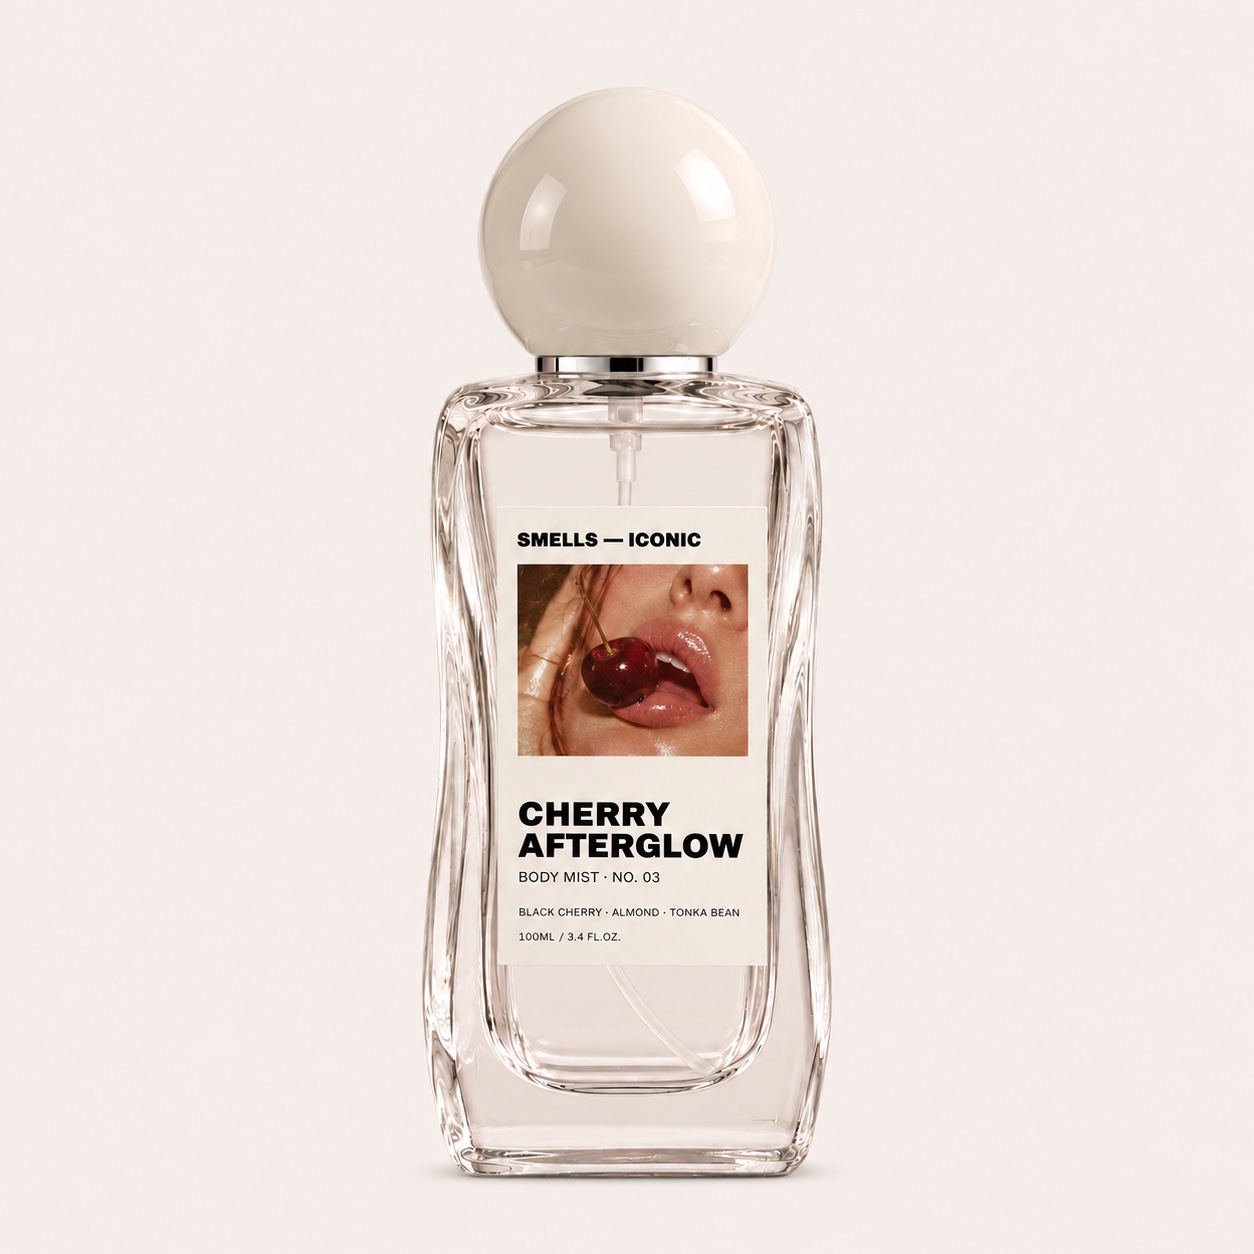 SMELLS — ICONIC
CHERRY
AFTERGLOW
BODY MIST · NO. 03
BLACK CHERRY · ALMOND · TONKA BEAN
100ML / 3.4 FL.OZ.